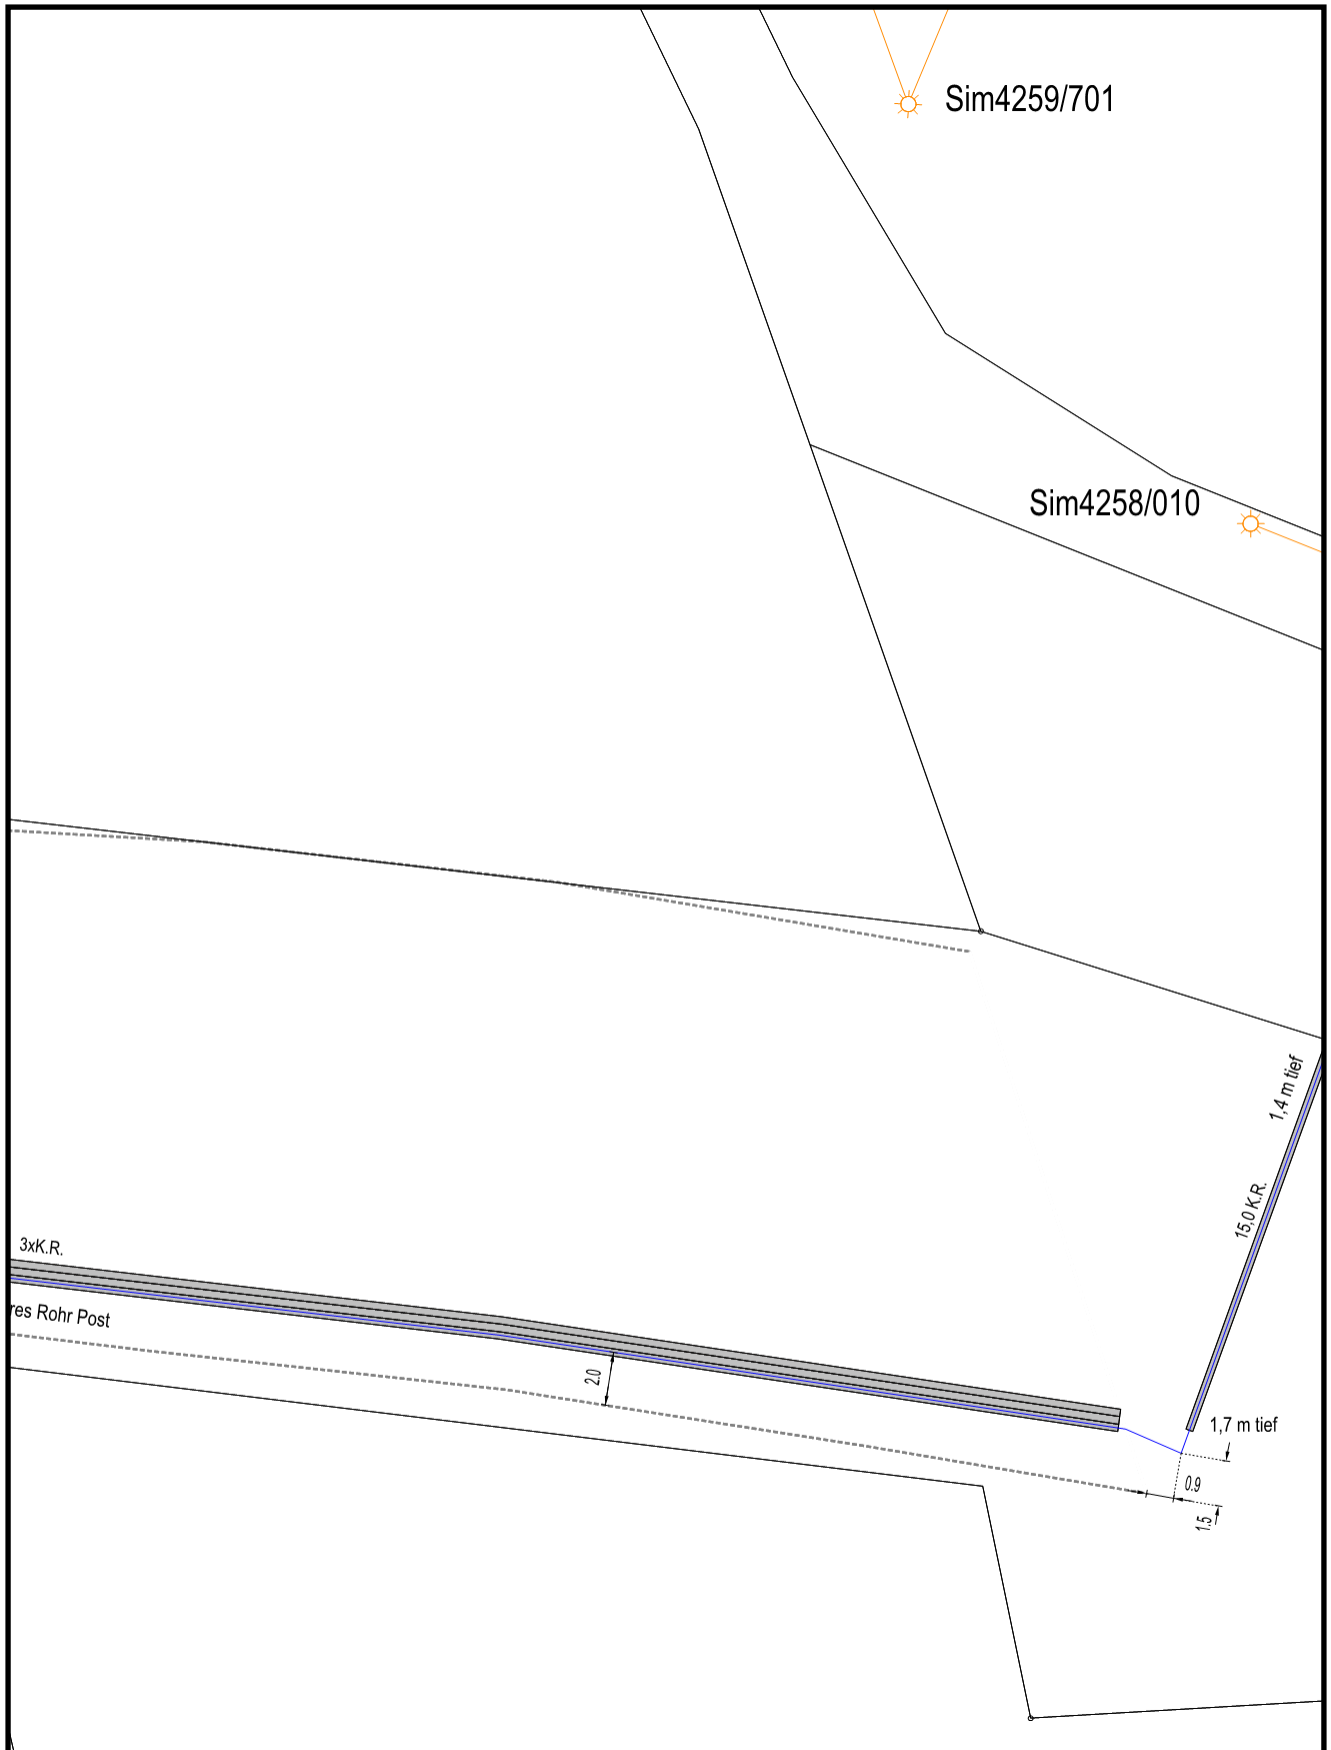 Sim4259/701
Sim4258/010
1,4 m tief
15,0 K.R.
3xK.R.
res Rohr Post
2.0
1,7 m tief
0.9
1.5